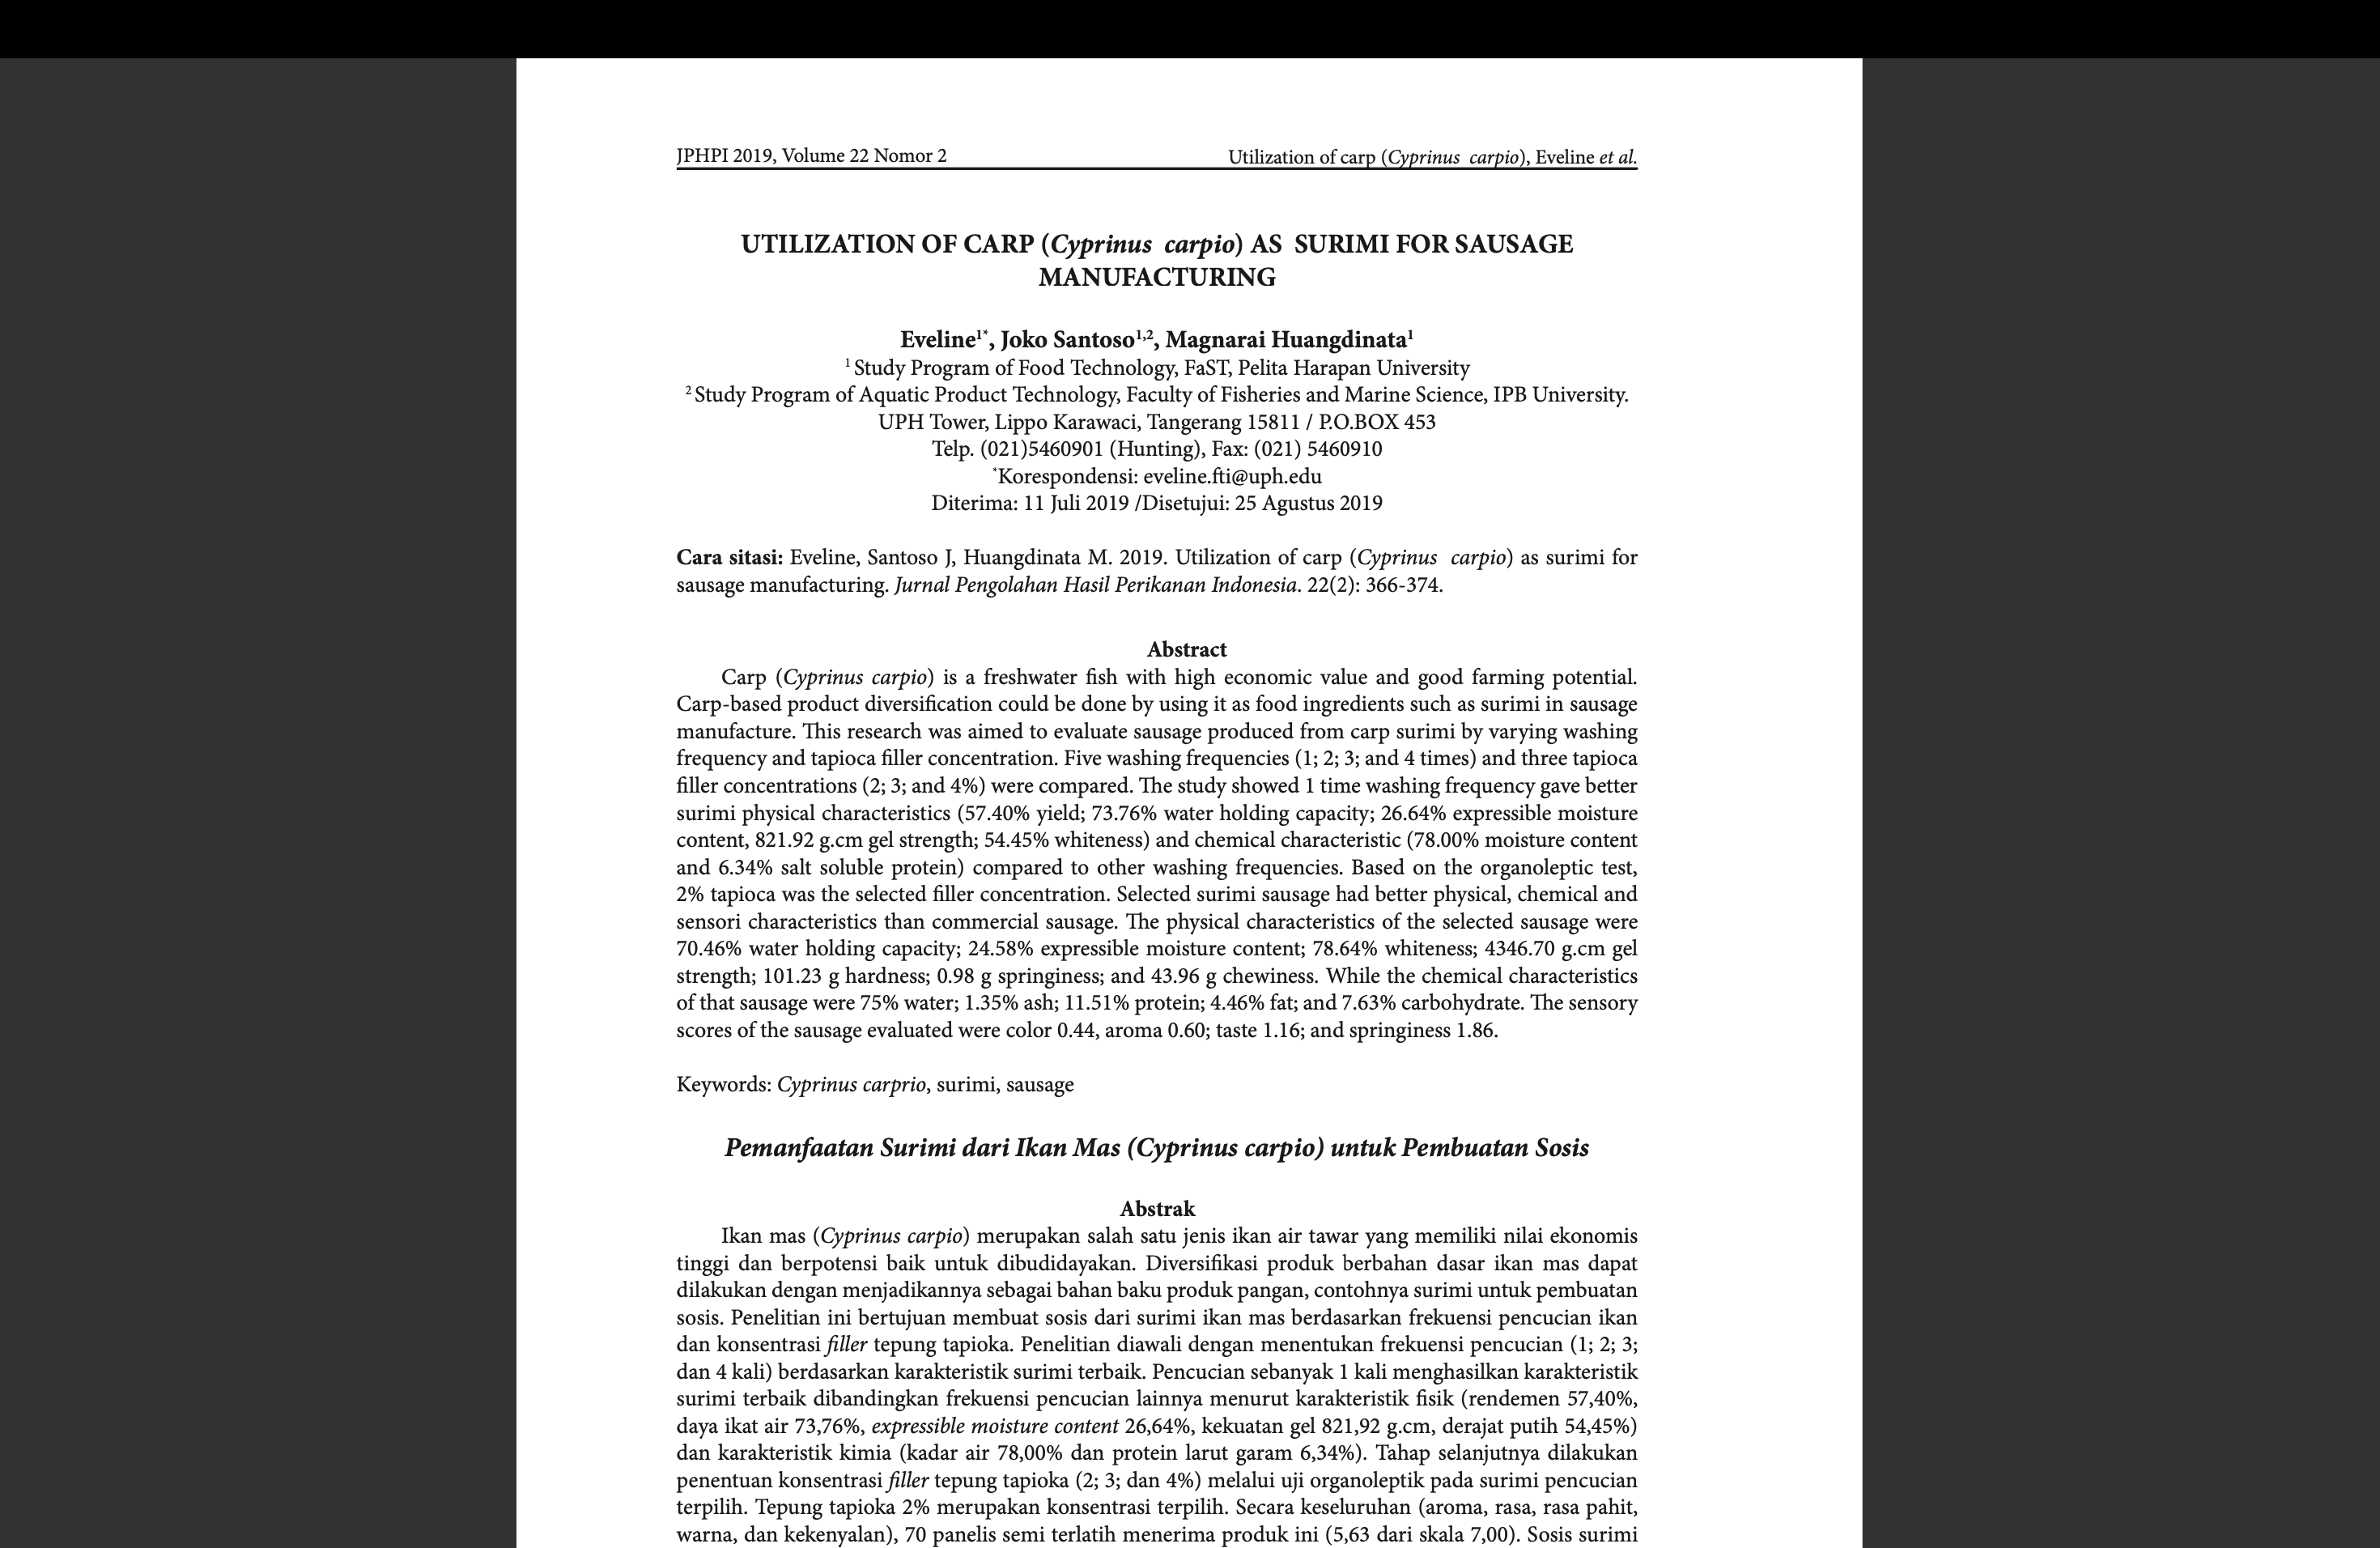 JPHPI 2019, Volume 22 Nomor 2
Utilization of carp (Cyprinus carpio), Eveline et al.
UTILIZATION OF CARP (Cyprinus carpio) AS SURIMI FOR SAUSAGE
MANUFACTURING
Eveline1*, Joko Santoso1,2, Magnarai Huangdinata1
1 Study Program of Food Technology, FaST, Pelita Harapan University
2 Study Program of Aquatic Product Technology, Faculty of Fisheries and Marine Science, IPB University.
UPH Tower, Lippo Karawaci, Tangerang 15811 / P.O.BOX 453
Telp. (021)5460901 (Hunting), Fax: (021) 5460910
*Korespondensi: eveline.fti@uph.edu
Diterima: 11 Juli 2019 /Disetujui: 25 Agustus 2019
Cara sitasi: Eveline, Santoso J, Huangdinata M. 2019. Utilization of carp (Cyprinus carpio) as surimi for
sausage manufacturing. Jurnal Pengolahan Hasil Perikanan Indonesia. 22(2): 366-374.
Abstract
Carp (Cyprinus carpio) is a freshwater fish with high economic value and good farming potential.
Carp-based product diversification could be done by using it as food ingredients such as surimi in sausage
manufacture. This research was aimed to evaluate sausage produced from carp surimi by varying washing
frequency and tapioca filler concentration. Five washing frequencies (1; 2; 3; and 4 times) and three tapioca
filler concentrations (2; 3; and 4%) were compared. The study showed 1 time washing frequency gave better
surimi physical characteristics (57.40% yield; 73.76% water holding capacity; 26.64% expressible moisture
content, 821.92 g.cm gel strength; 54.45% whiteness) and chemical characteristic (78.00% moisture content
and 6.34% salt soluble protein) compared to other washing frequencies. Based on the organoleptic test,
2% tapioca was the selected filler concentration. Selected surimi sausage had better physical, chemical and
sensori characteristics than commercial sausage. The physical characteristics of the selected sausage were
70.46% water holding capacity; 24.58% expressible moisture content; 78.64% whiteness; 4346.70 g.cm gel
strength; 101.23 g hardness; 0.98 g springiness; and 43.96 g chewiness. While the chemical characteristics
of that sausage were 75% water; 1.35% ash; 11.51% protein; 4.46% fat; and 7.63% carbohydrate. The sensory
scores of the sausage evaluated were color 0.44, aroma 0.60; taste 1.16; and springiness 1.86.
Keywords: Cyprinus carprio, surimi, sausage
Pemanfaatan Surimi dari Ikan Mas (Cyprinus carpio) untuk Pembuatan Sosis
Abstrak
Ikan mas (Cyprinus carpio) merupakan salah satu jenis ikan air tawar yang memiliki nilai ekonomis
tinggi dan berpotensi baik untuk dibudidayakan. Diversifikasi produk berbahan dasar ikan mas dapat
dilakukan dengan menjadikannya sebagai bahan baku produk pangan, contohnya surimi untuk pembuatan
sosis. Penelitian ini bertujuan membuat sosis dari surimi ikan mas berdasarkan frekuensi pencucian ikan
dan konsentrasi filler tepung tapioka. Penelitian diawali dengan menentukan frekuensi pencucian (1; 2; 3;
dan 4 kali) berdasarkan karakteristik surimi terbaik. Pencucian sebanyak 1 kali menghasilkan karakteristik
surimi terbaik dibandingkan frekuensi pencucian lainnya menurut karakteristik fisik (rendemen 57,40%,
daya ikat air 73,76%, expressible moisture content 26,64%, kekuatan gel 821,92 g.cm, derajat putih 54,45%)
dan karakteristik kimia (kadar air 78,00% dan protein larut garam 6,34%). Tahap selanjutnya dilakukan
penentuan konsentrasi filler tepung tapioka (2; 3; dan 4%) melalui uji organoleptik pada surimi pencucian
terpilih. Tepung tapioka 2% merupakan konsentrasi terpilih. Secara keseluruhan (aroma, rasa, rasa pahit,
warna, dan kekenyalan), 70 panelis semi terlatih menerima produk ini (5,63 dari skala 7,00). Sosis surimi